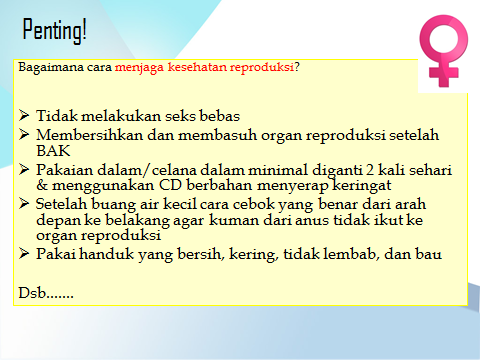 Penting!
Bagaimana cara menjaga kesehatan reproduksi?
➢ Tidak melakukan seks bebas
➢ Membersihkan dan membasuh organ reproduksi setelah
BAK
➢ Pakaian dalam/celana dalam minimal diganti 2 kali sehari
& menggunakan CD berbahan menyerap keringat
➢ Setelah buang air kecil cara cebok yang benar dari arah
depan ke belakang agar kuman dari anus tidak ikut ke
organ reproduksi
➢ Pakai handuk yang bersih, kering, tidak lembab, dan bau
Dsb.......